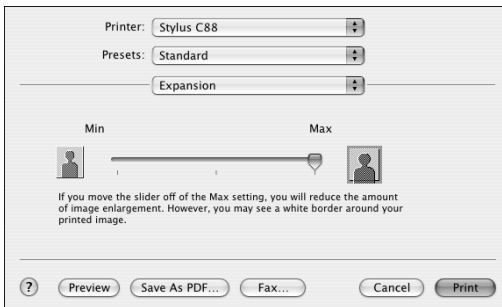 Printer: Stylus C88
Presets: Standard
Expansion
Min Max
If you move the slider off of the Max setting, you will reduce the amount
of image enlargement. However, you may see a white border around your
printed image.
? Preview Save As PDF... Fax... Cancel Print